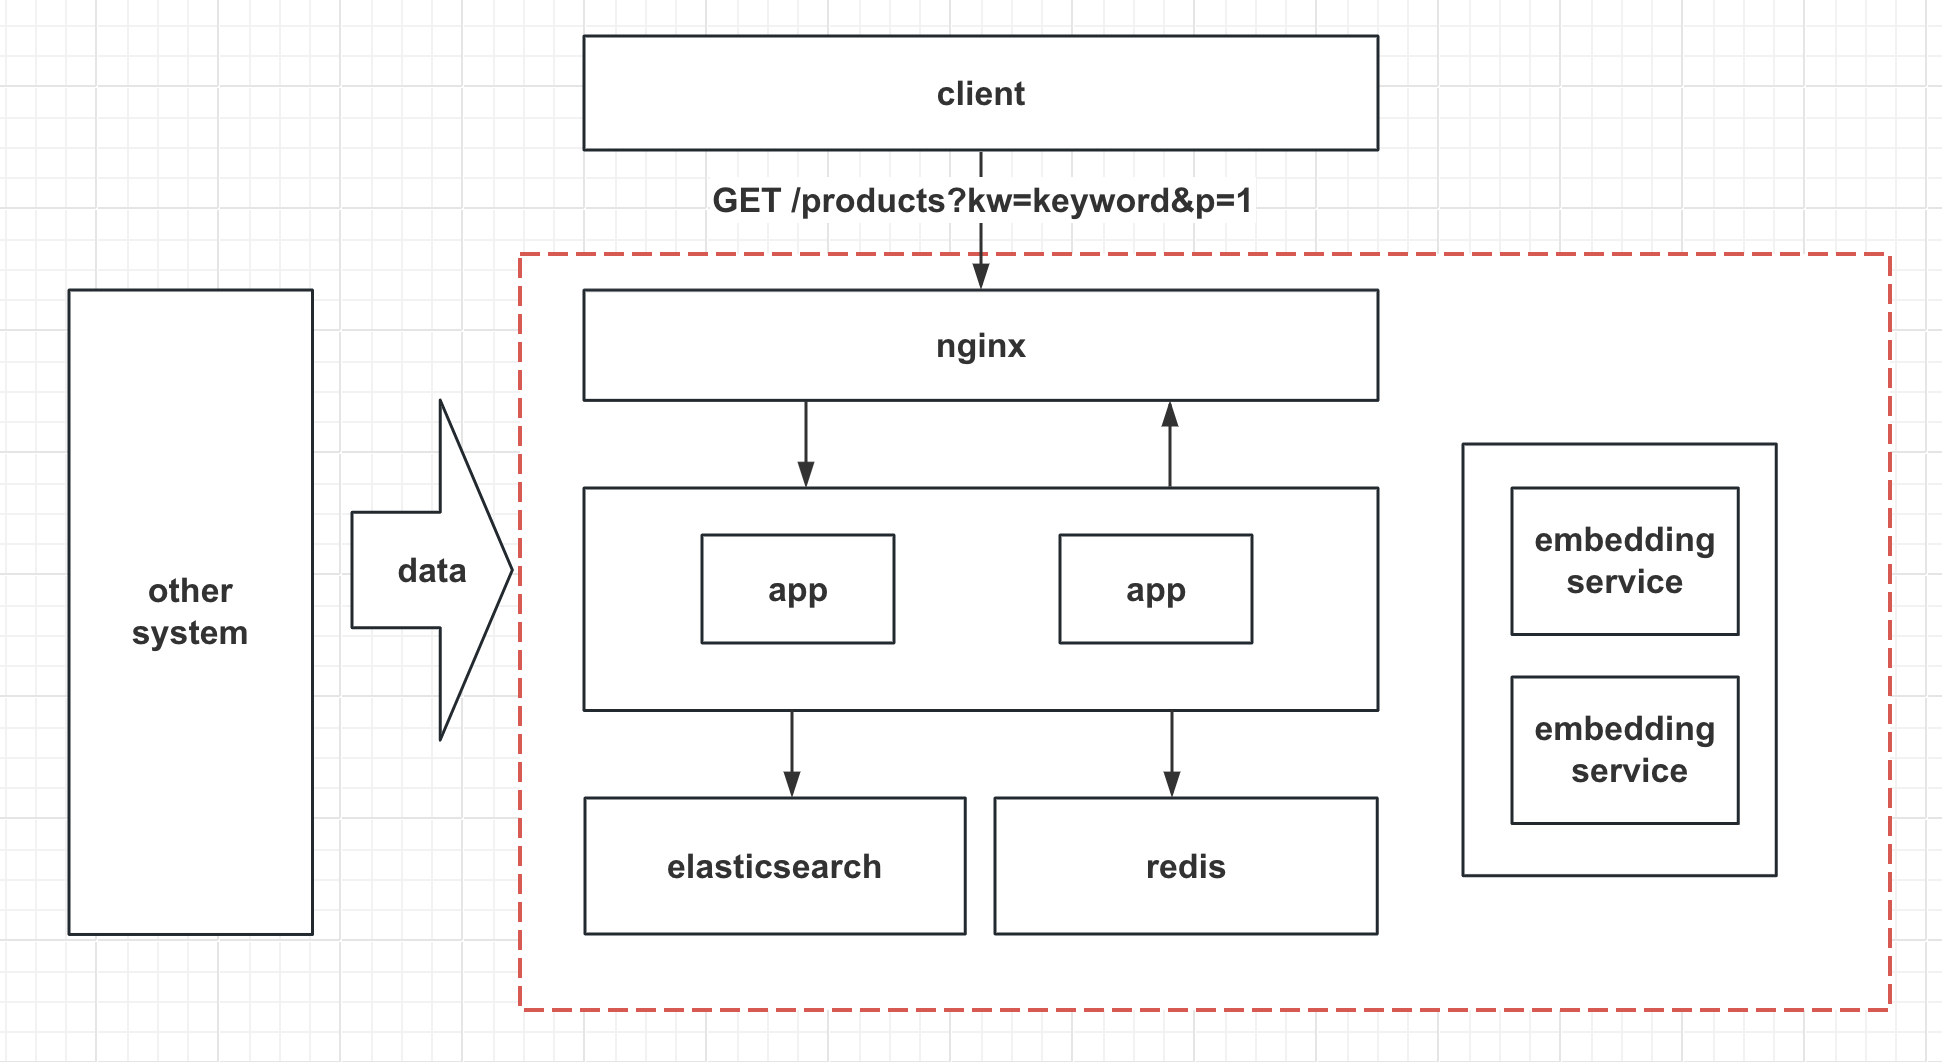 client
GET /products?kw=keyword&p=1
nginx
other
system
data
app
app
embedding
service
embedding
service
elasticsearch
redis